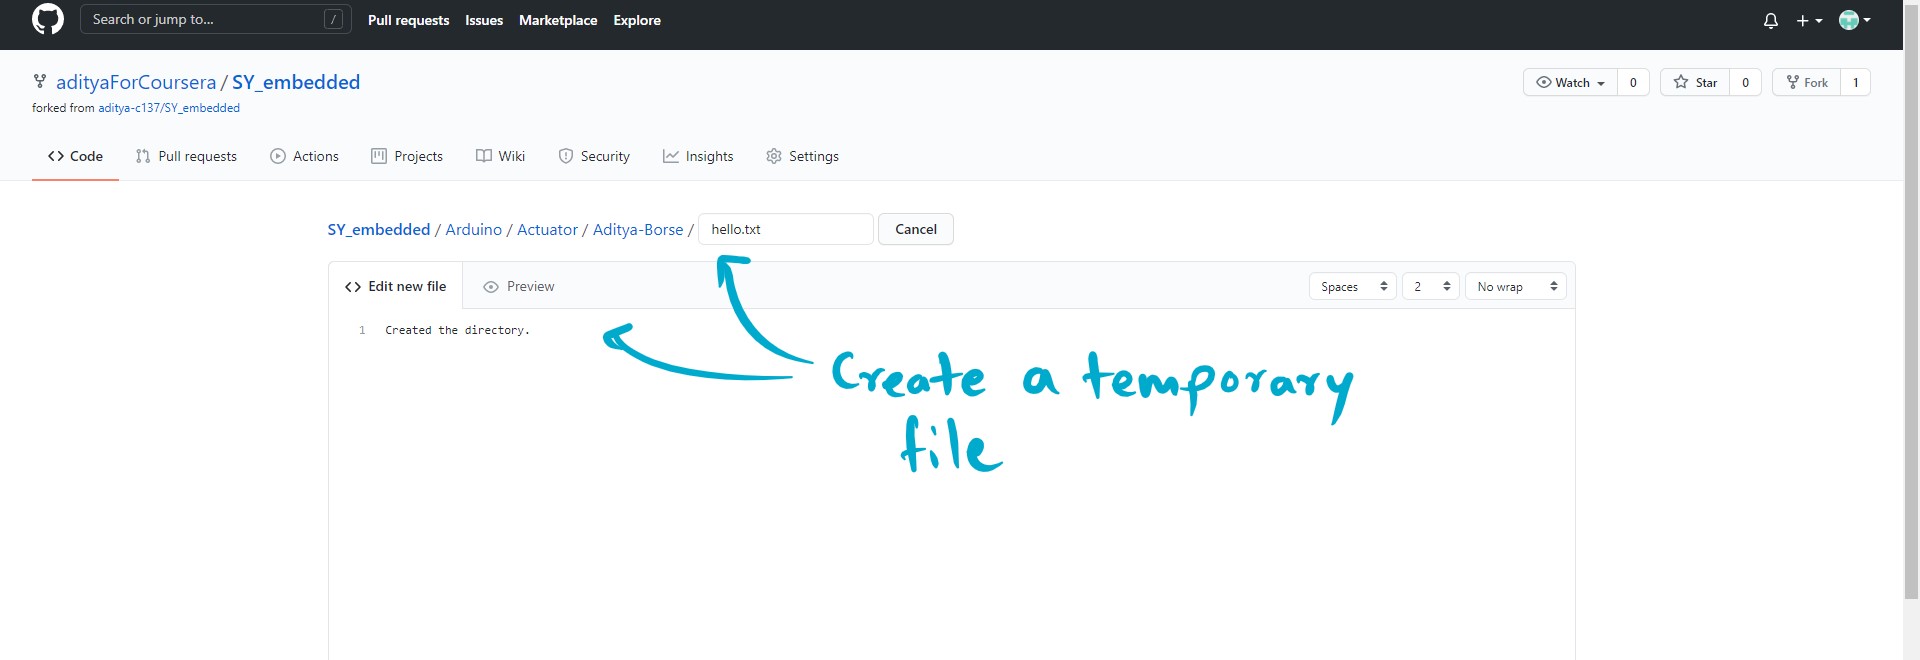 Search or jump to... /
Pull requests Issues Marketplace Explore
adityaForCoursera / SY_embedded
Watch 0 Star 0 Fork 1
forked from aditya-c137/SY_embedded
Code Pull requests Actions Projects Wiki Security Insights Settings
SY_embedded / Arduino / Actuator / Aditya-Borse / hello.txt Cancel
Edit new file Preview Spaces 2 No wrap
1 Created the directory.
Create a temporary
file